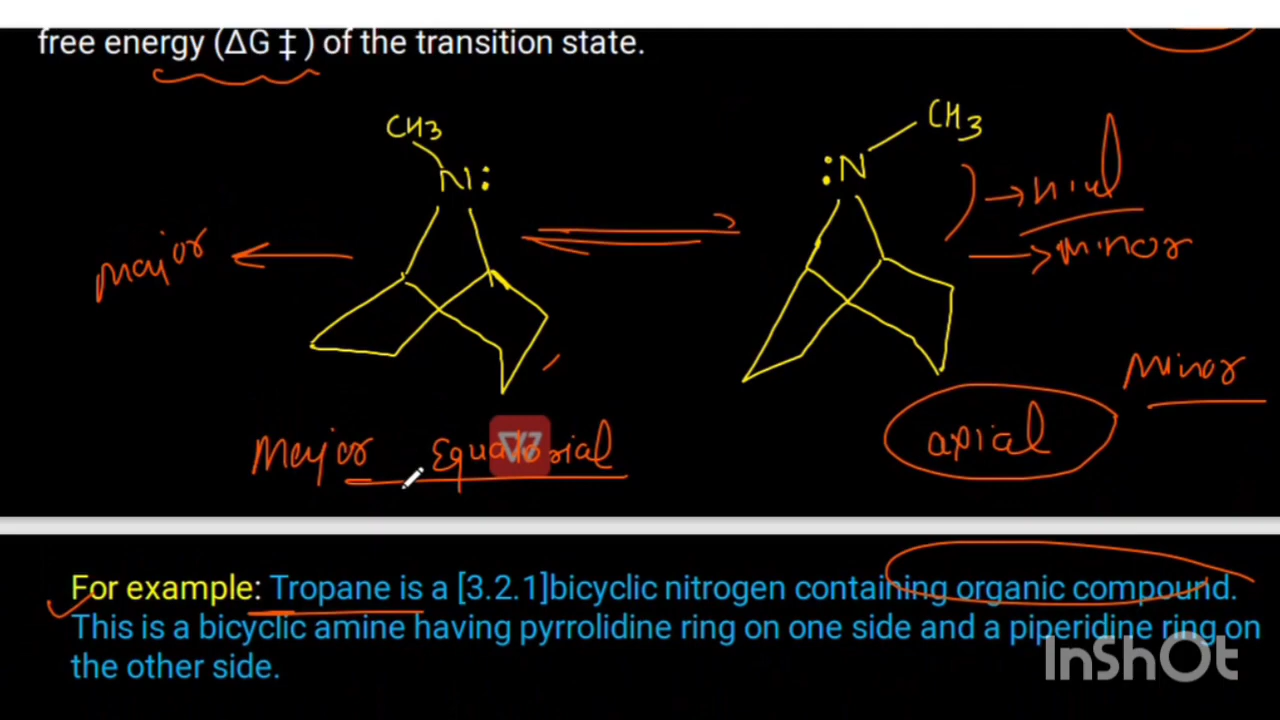 free energy (ΔG ‡ ) of the transition state.
CH3
N:
CH3
:N
major
→ minor
Major Equatorial
axial
Minor
For example: Tropane is a [3.2.1]bicyclic nitrogen containing organic compound.
This is a bicyclic amine having pyrrolidine ring on one side and a piperidine ring on
the other side.
InShOt